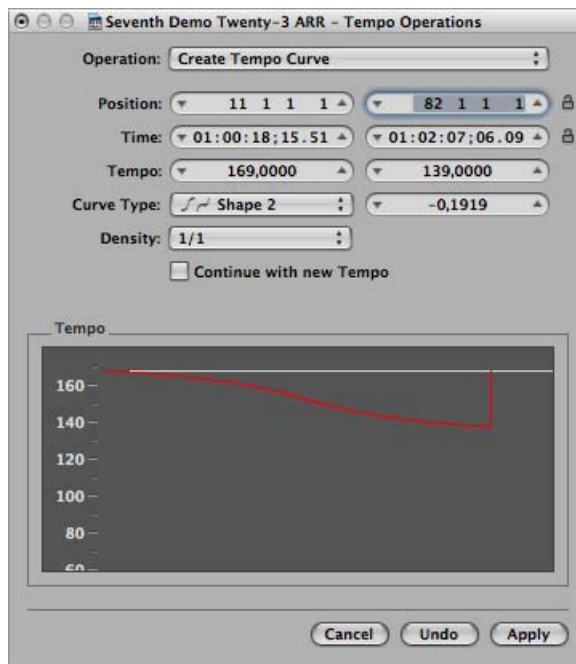 Seventh Demo Twenty-3 ARR – Tempo Operations
Operation: Create Tempo Curve
Position: 11 1 1 1 82 1 1 1
Time: 01:00:18;15.51 01:02:07;06.09
Tempo: 169,0000 139,0000
Curve Type: Shape 2 -0,1919
Density: 1/1
Continue with new Tempo
Tempo
160
140
120
100
80
60
Cancel Undo Apply